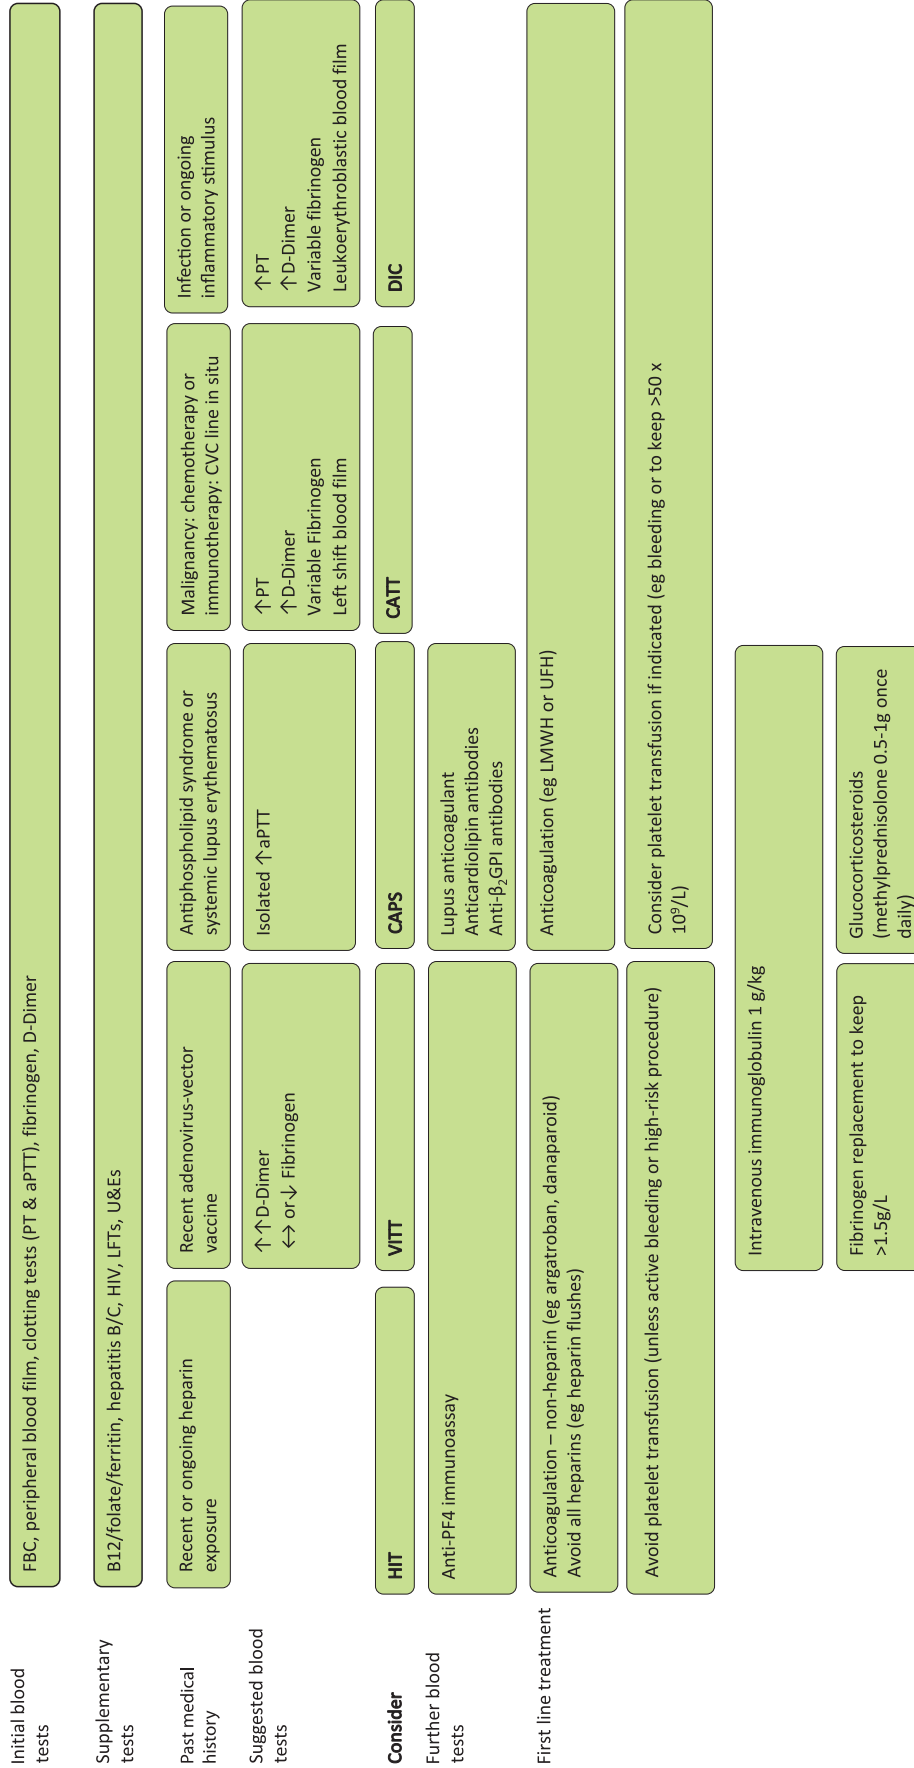 Initial blood
tests
FBC, peripheral blood film, clotting tests (PT & aPTT), fibrinogen, D-Dimer
Supplementary
tests
B12/folate/ferritin, hepatitis B/C, HIV, LFTs, U&Es
Past medical
history
Recent or ongoing heparin
exposure
Recent adenovirus-vector
vaccine
Antiphospholipid syndrome or
systemic lupus erythematosus
Malignancy: chemotherapy or
immunotherapy: CVC line in situ
Infection or ongoing
inflammatory stimulus
Suggested blood
tests
↑↑D-Dimer
↔ or↓ Fibrinogen
Isolated ↑aPTT
↑PT
↑D-Dimer
Variable Fibrinogen
Left shift blood film
↑PT
↑D-Dimer
Variable fibrinogen
Leukoerythroblastic blood film
Consider
HIT
VITT
CAPS
CATT
DIC
Further blood
tests
Anti-PF4 immunoassay
Lupus anticoagulant
Anticardiolipin antibodies
Anti-β₂GPI antibodies
First line treatment
Anticoagulation – non-heparin (eg argatroban, danaparoid)
Avoid all heparins (eg heparin flushes)
Anticoagulation (eg LMWH or UFH)
Avoid platelet transfusion (unless active bleeding or high-risk procedure)
Consider platelet transfusion if indicated (eg bleeding or to keep >50 x
10⁹/L)
Intravenous immunoglobulin 1 g/kg
Fibrinogen replacement to keep
>1.5g/L
Glucocorticosteroids
(methylprednisolone 0.5-1g once
daily)